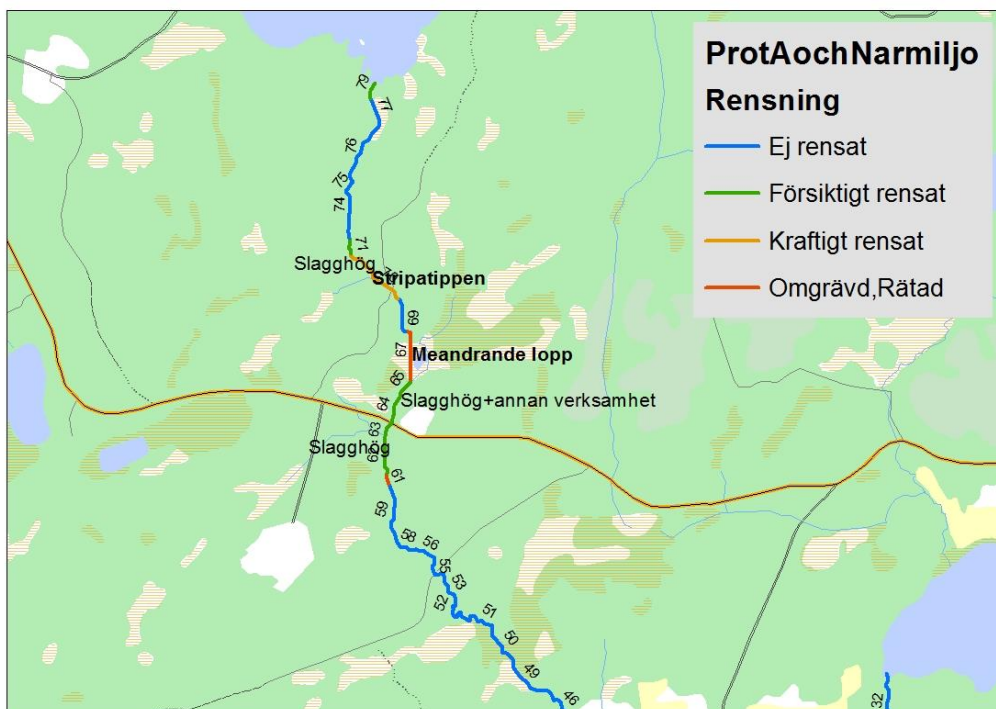 ProtAochNarmiljo
Rensning
Ej rensat
Försiktigt rensat
Kraftigt rensat
Omgrävd,Rätad
79
77
76
75
74
71
Slagghög
Stripatippen
69
67
Meandrande lopp
65
64
Slagghög+annan verksamhet
63
Slagghög
62
61
59
58
56
55
53
52
51
50
49
46
32